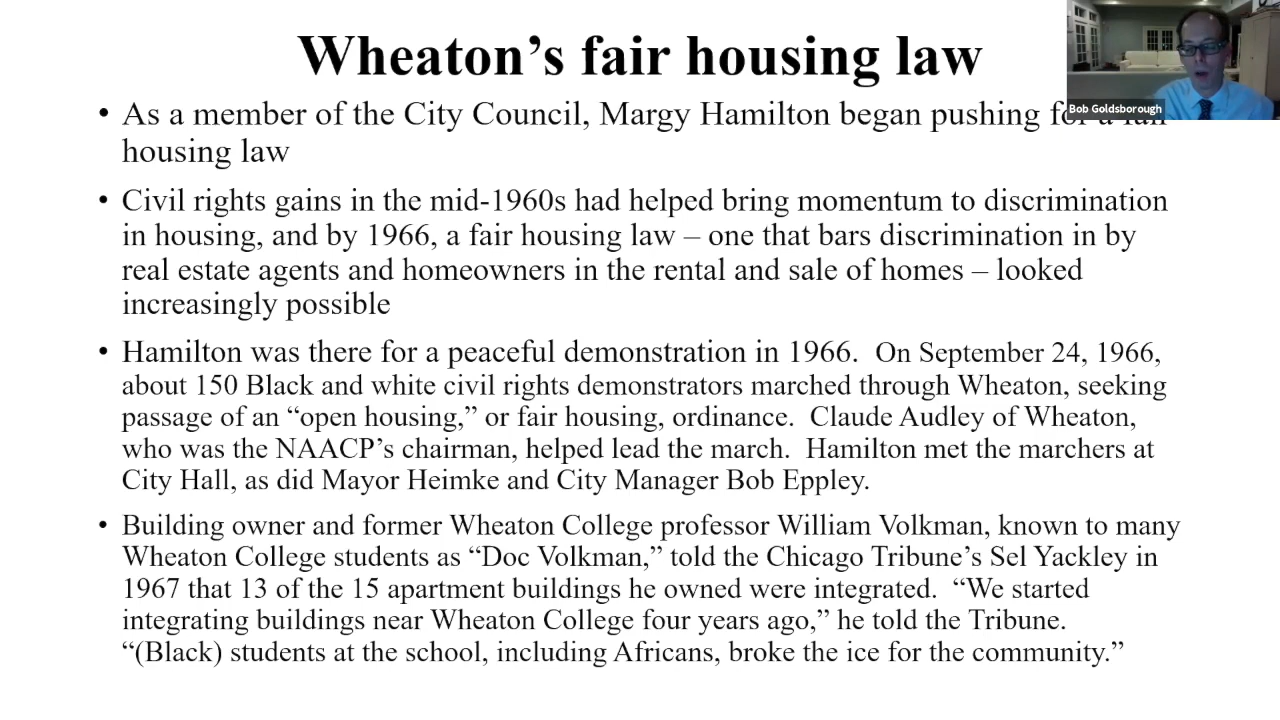 Wheaton’s fair housing law
Bob Goldsborough
• As a member of the City Council, Margy Hamilton began pushing for a fair
housing law
• Civil rights gains in the mid-1960s had helped bring momentum to discrimination
in housing, and by 1966, a fair housing law – one that bars discrimination in by
real estate agents and homeowners in the rental and sale of homes – looked
increasingly possible
• Hamilton was there for a peaceful demonstration in 1966.  On September 24, 1966,
about 150 Black and white civil rights demonstrators marched through Wheaton, seeking
passage of an “open housing,” or fair housing, ordinance.  Claude Audley of Wheaton,
who was the NAACP’s chairman, helped lead the march.  Hamilton met the marchers at
City Hall, as did Mayor Heimke and City Manager Bob Eppley.
• Building owner and former Wheaton College professor William Volkman, known to many
Wheaton College students as “Doc Volkman,” told the Chicago Tribune’s Sel Yackley in
1967 that 13 of the 15 apartment buildings he owned were integrated.  “We started
integrating buildings near Wheaton College four years ago,” he told the Tribune.
“(Black) students at the school, including Africans, broke the ice for the community.”